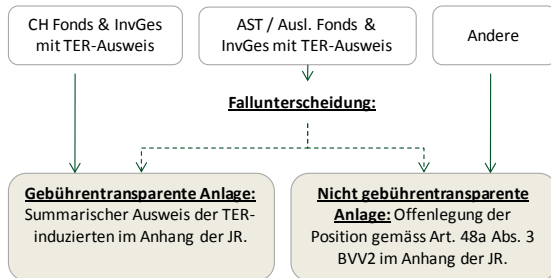 CH Fonds & InvGes
mit TER-Ausweis
AST / Ausl. Fonds &
InvGes mit TER-Ausweis
Andere
Fallunterscheidung:
Gebührentransparente Anlage:
Summarischer Ausweis der TER-
induzierten im Anhang der JR.
Nicht gebührentransparente
Anlage: Offenlegung der
Position gemäss Art. 48a Abs. 3
BVV2 im Anhang der JR.